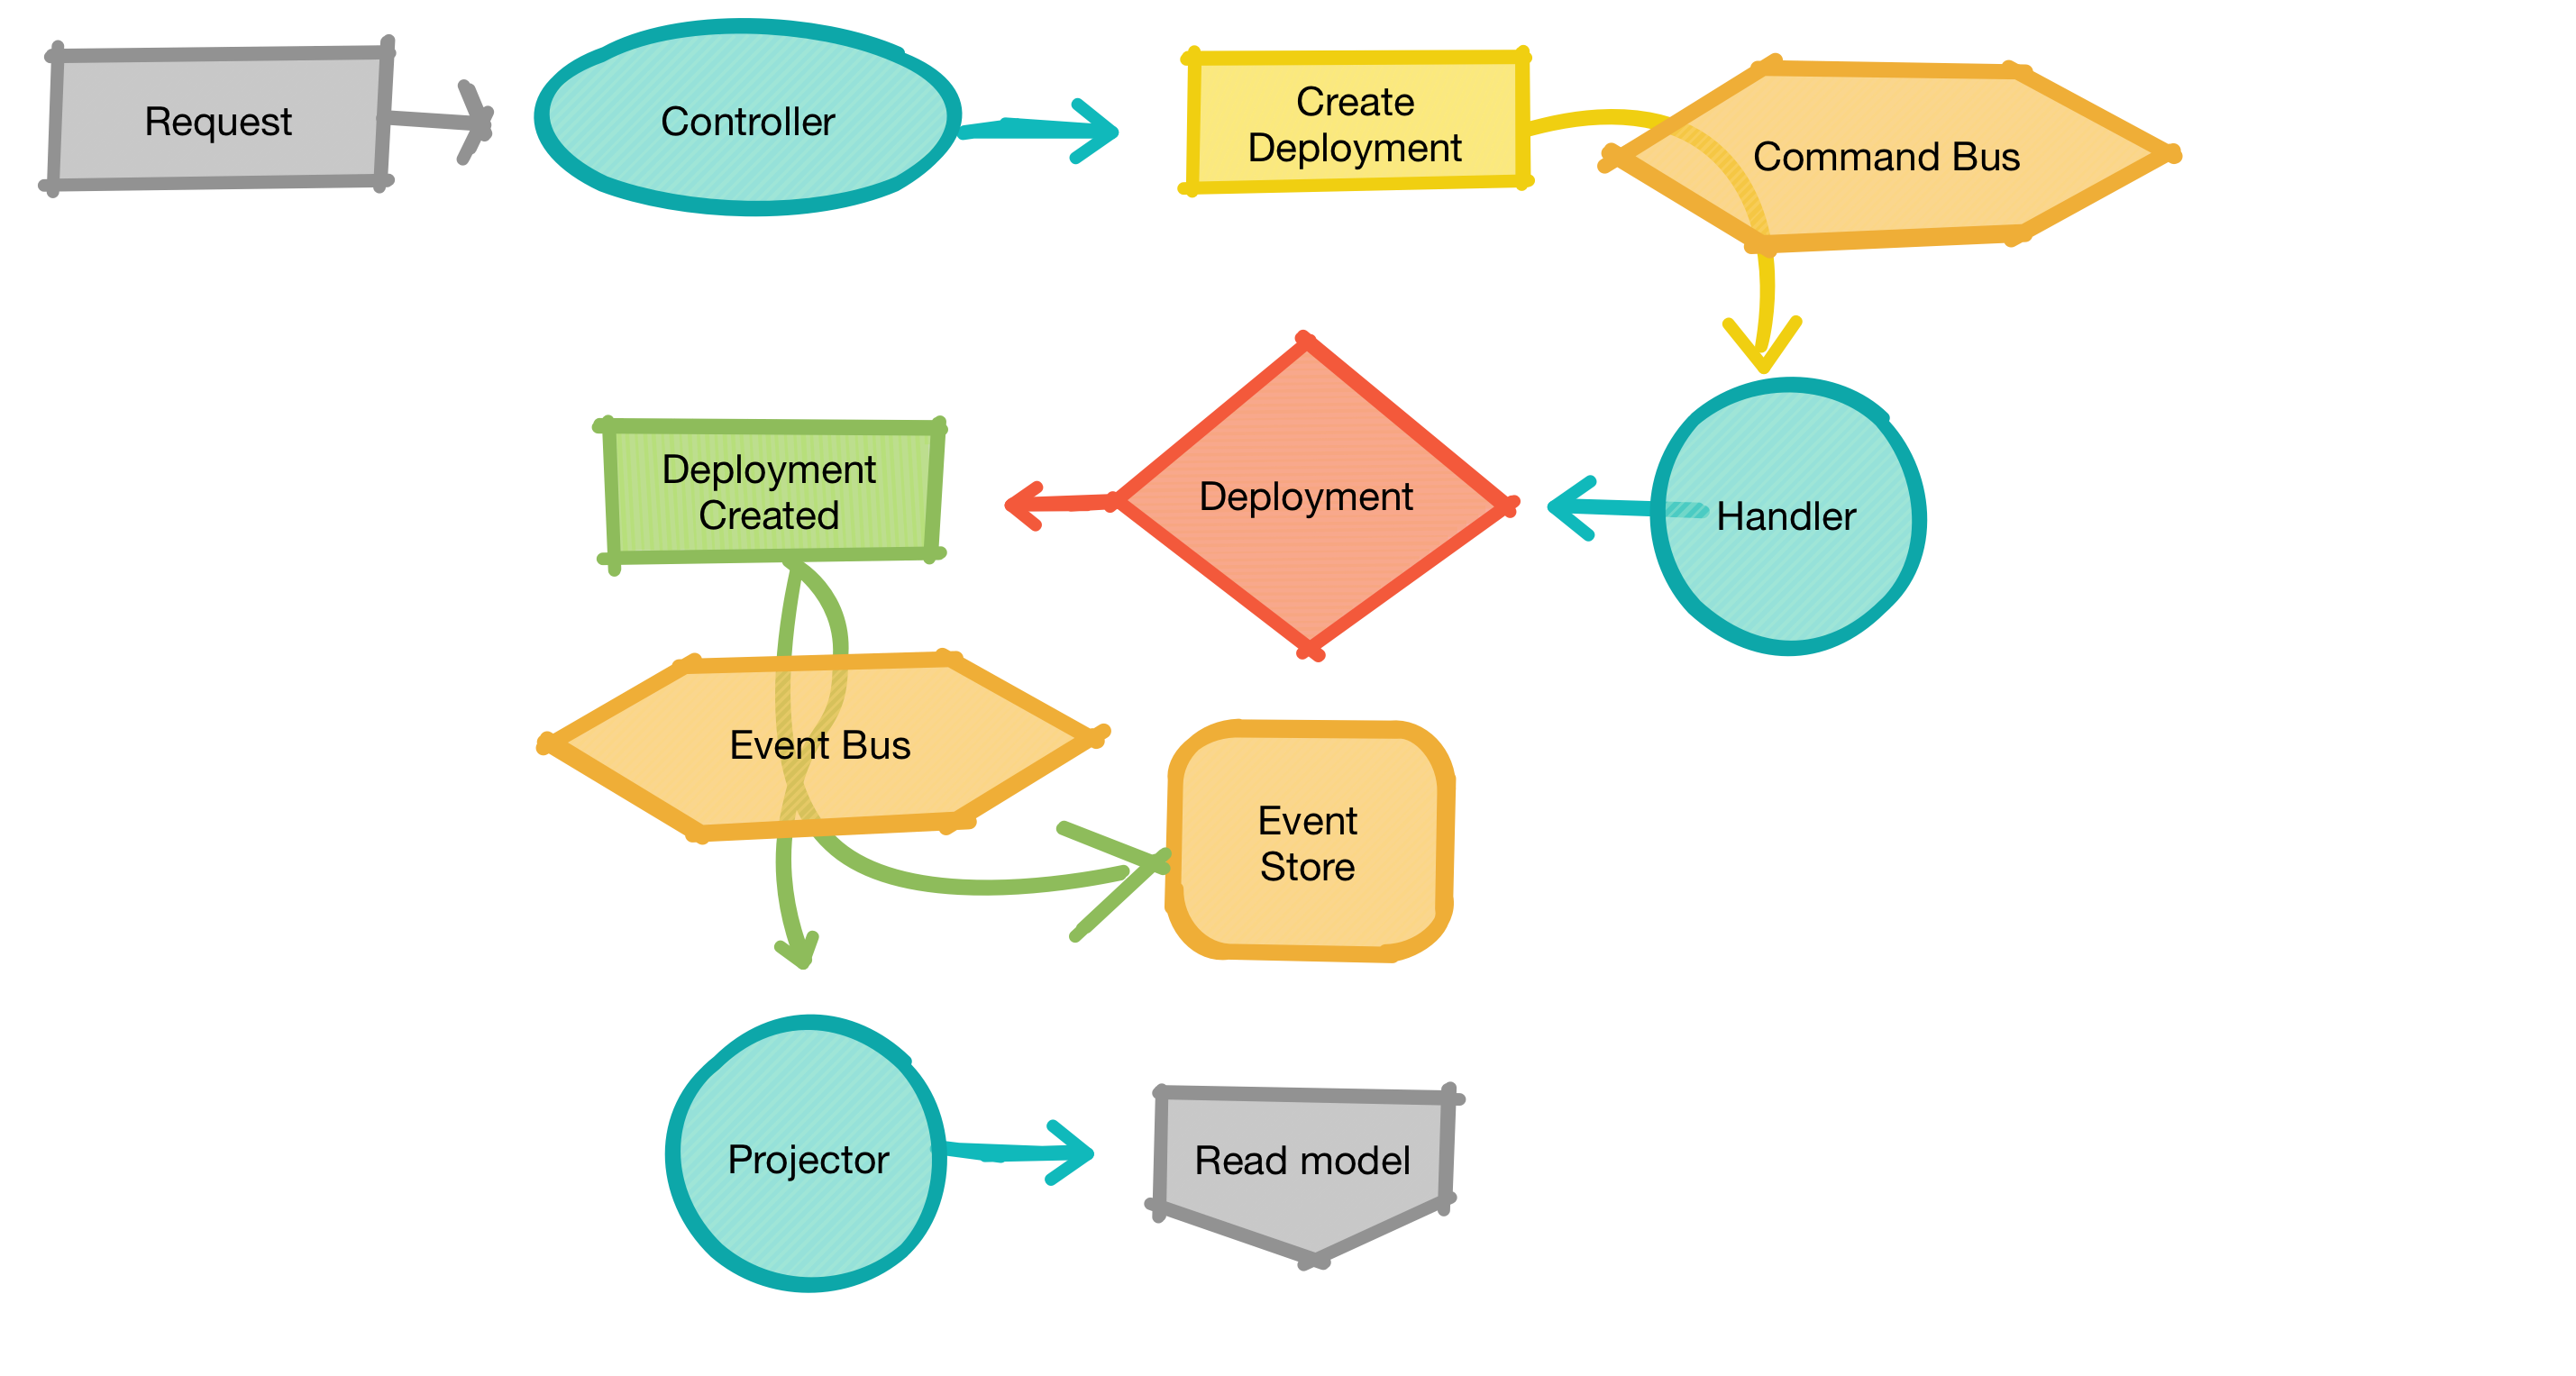 Request
Controller
Create
Deployment
Command Bus
Deployment
Created
Deployment
Handler
Event Bus
Event
Store
Projector
Read model